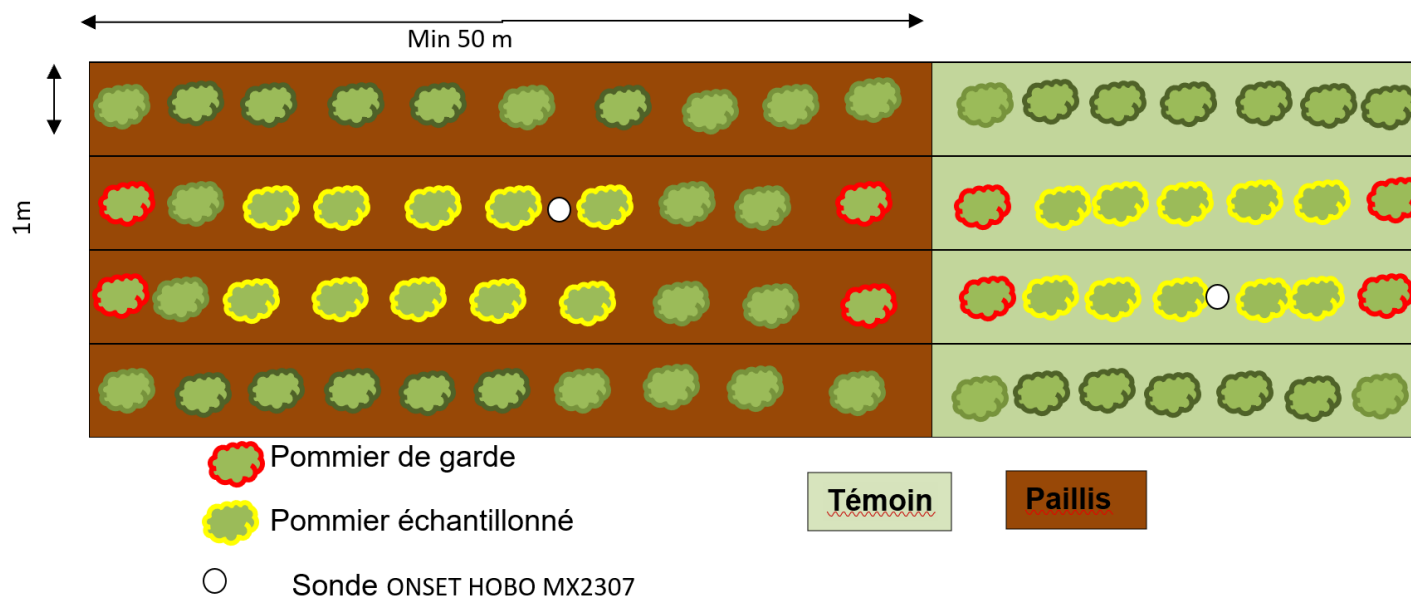 Min 50 m
1m
Pommier de garde
Pommier échantillonné
Sonde ONSET HOBO MX2307
Témoin
Paillis